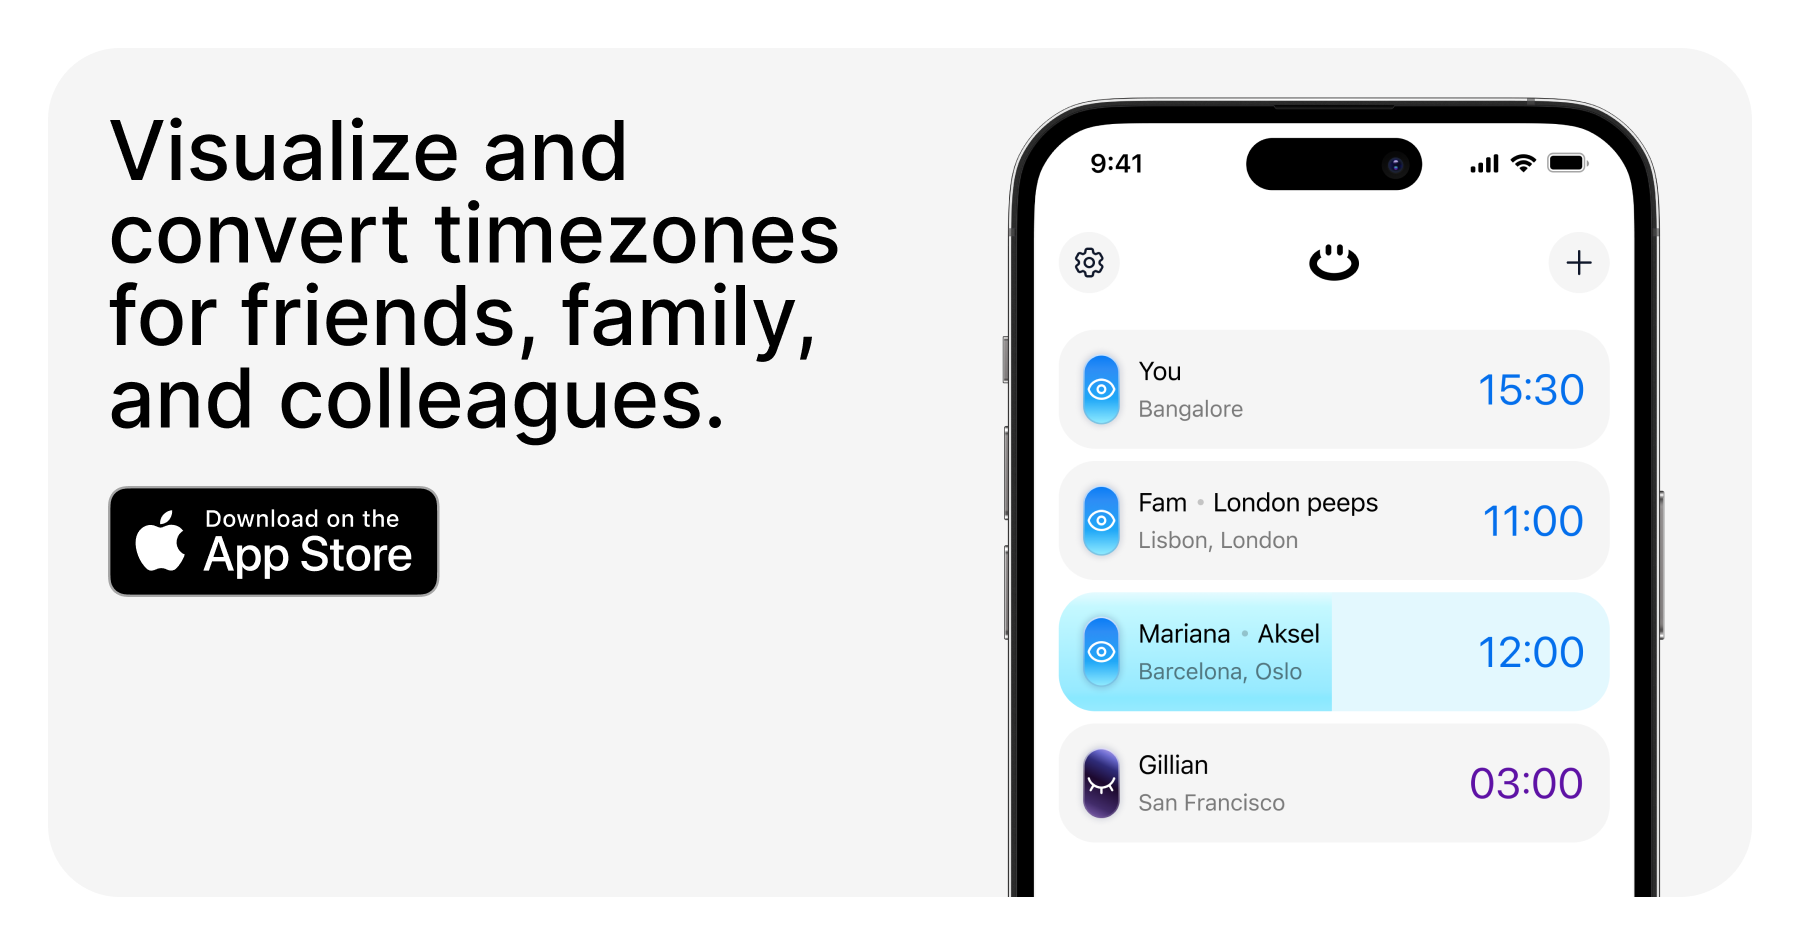 Visualize and
convert timezones
for friends, family,
and colleagues.
Download on the
App Store
9:41
You
Bangalore
15:30
Fam • London peeps
Lisbon, London
11:00
Mariana • Aksel
Barcelona, Oslo
12:00
Gillian
San Francisco
03:00